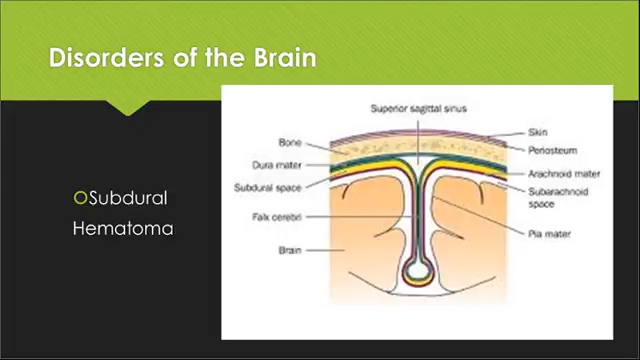 Disorders of the Brain
Subdural
Hematoma
Superior sagittal sinus
Bone
Dura mater
Subdural space
Falx cerebri
Brain
Skin
Periosteum
Arachnoid mater
Subarachnoid
space
Pia mater